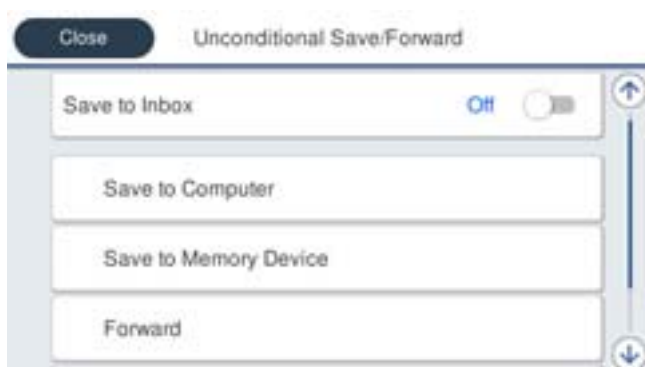 Close Unconditional Save/Forward
Save to Inbox Off
Save to Computer
Save to Memory Device
Forward